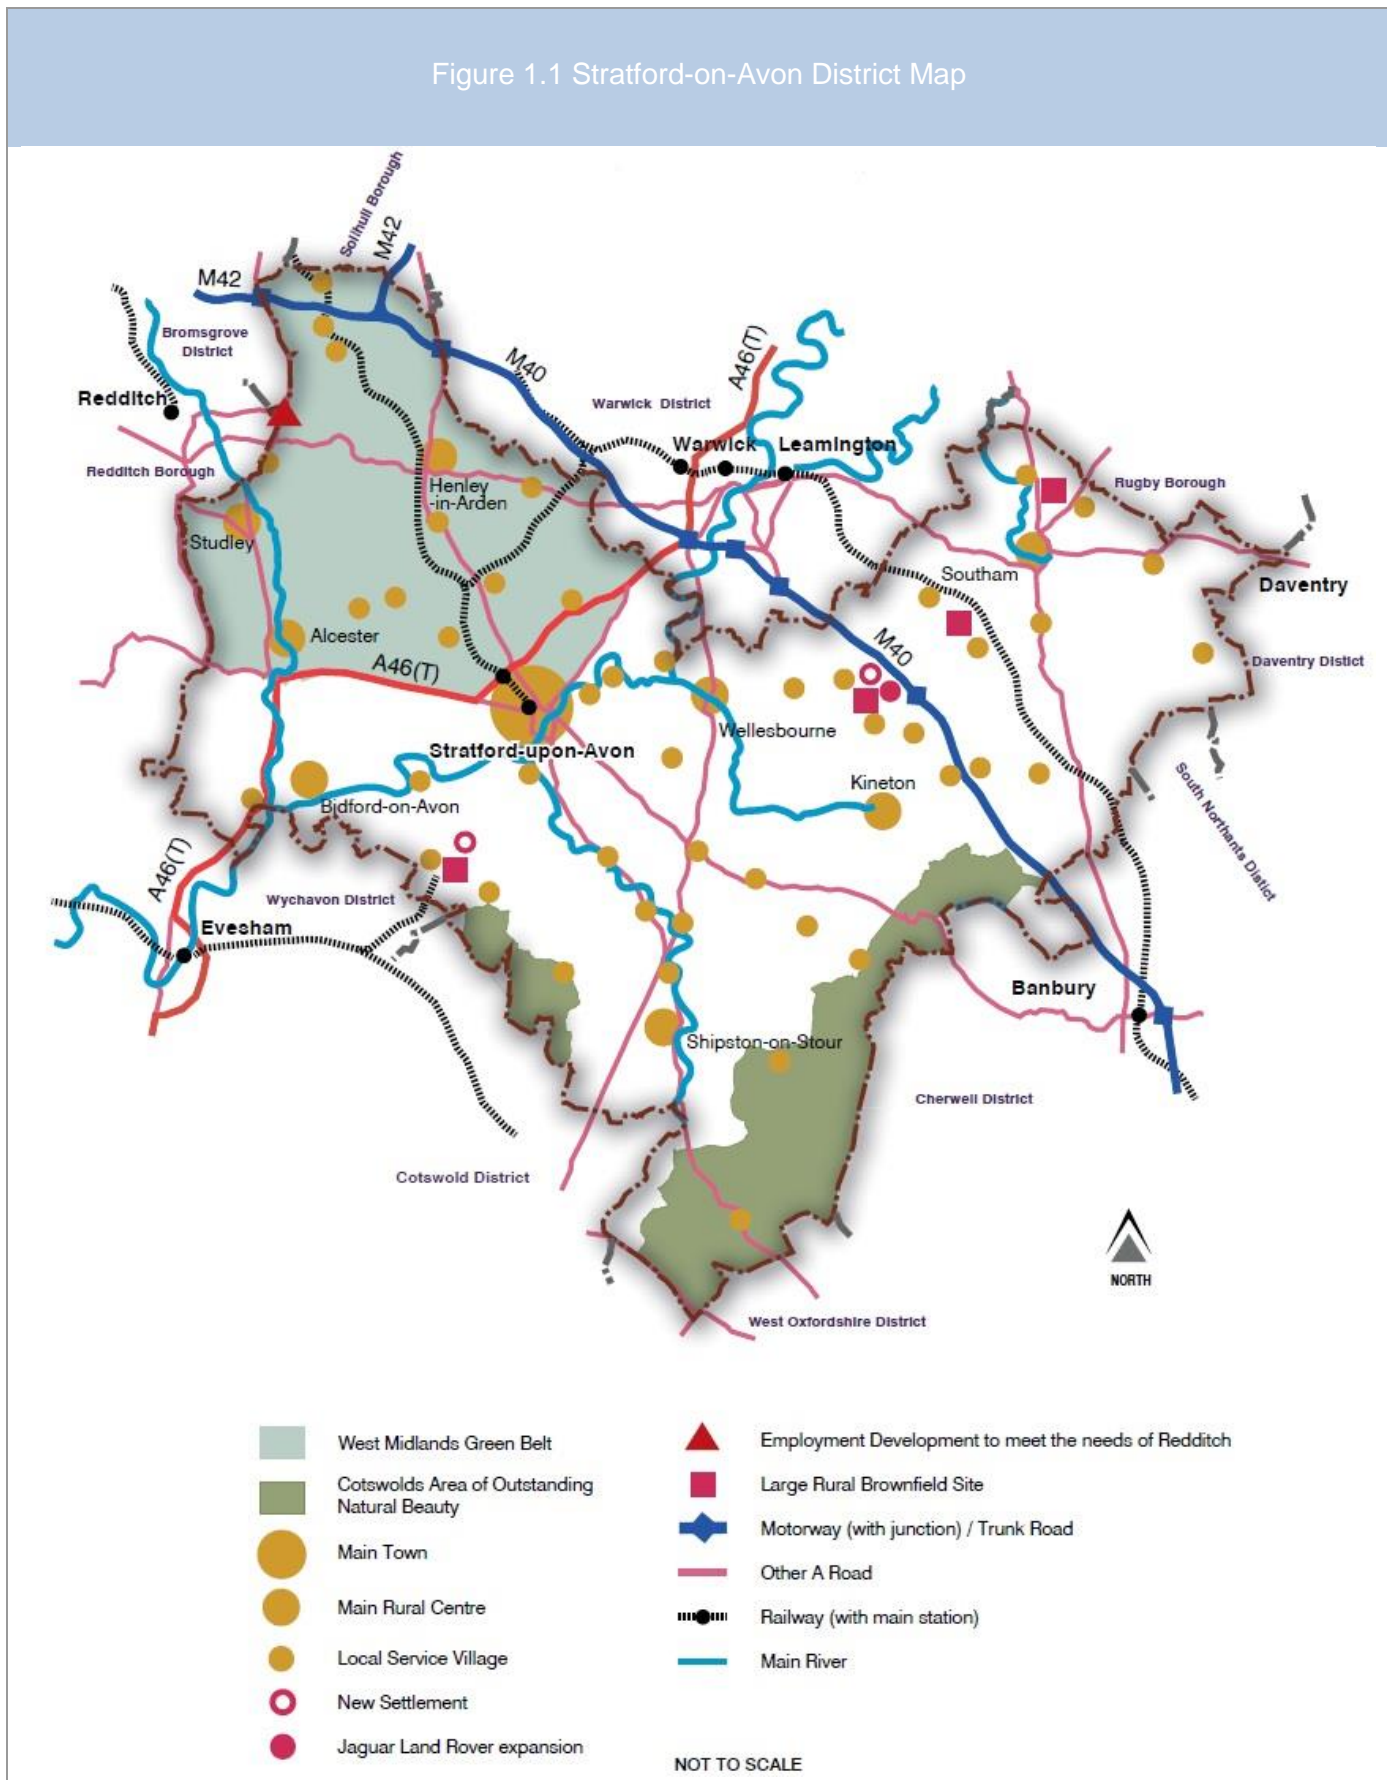 Figure 1.1 Stratford-on-Avon District Map
Solihull Borough
M42
M42
Bromsgrove
District
M40
A46(T)
Redditch
Warwick District
Warwick
Leamington
Redditch Borough
Henley
-in-Arden
Rugby Borough
Studley
Southam
Daventry
Alcester
A46(T)
M40
Daventry Distict
Wellesbourne
Stratford-upon-Avon
Kineton
Bidford-on-Avon
South Northants Distict
A46(T)
Wychavon District
Evesham
Banbury
Shipston-on-Stour
Cherwell District
Cotswold District
NORTH
West Oxfordshire District
West Midlands Green Belt
Cotswolds Area of Outstanding
Natural Beauty
Main Town
Main Rural Centre
Local Service Village
New Settlement
Jaguar Land Rover expansion
Employment Development to meet the needs of Redditch
Large Rural Brownfield Site
Motorway (with junction) / Trunk Road
Other A Road
Railway (with main station)
Main River
NOT TO SCALE